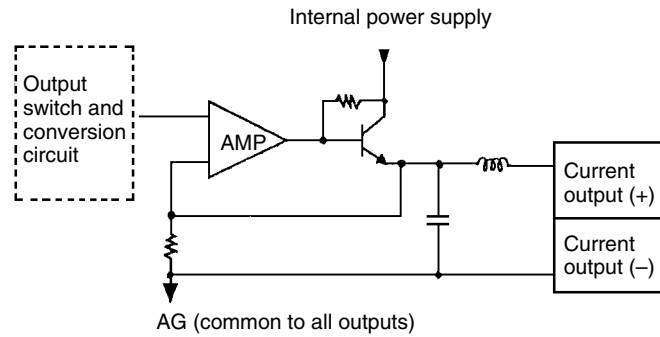 Internal power supply
Output
switch and
conversion
circuit
AMP
Current
output (+)
Current
output (–)
AG (common to all outputs)